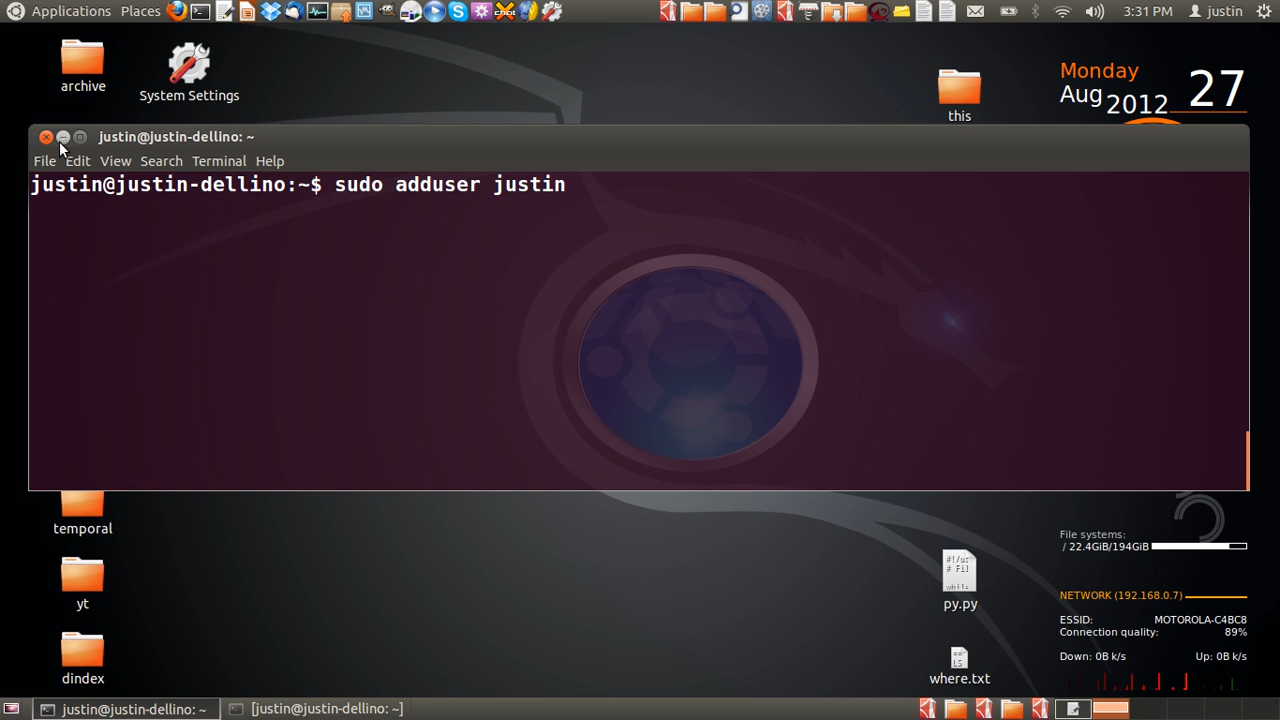 Applications Places
3:31 PM justin
archive
System Settings
this
Monday
Aug 2012 27
justin@justin-dellino: ~
File Edit View Search Terminal Help
justin@justin-dellino:~$ sudo adduser justin
temporal
yt
dindex
py.py
where.txt
File systems:
/ 22.4GiB/194GiB
NETWORK (192.168.0.7)
ESSID: MOTOROLA-C4BC8
Connection quality: 89%
Down: 0B k/s Up: 0B k/s
justin@justin-dellino: ~
[justin@justin-dellino: ~]